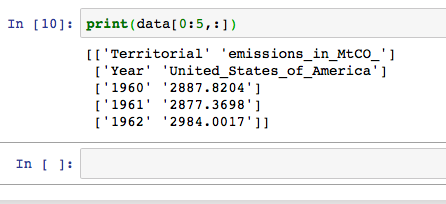 In [10]: print(data[0:5,:])
[['Territorial' 'emissions_in_MtCO_']
['Year' 'United_States_of_America']
['1960' '2887.8204']
['1961' '2877.3698']
['1962' '2984.0017']]
In [ ]: